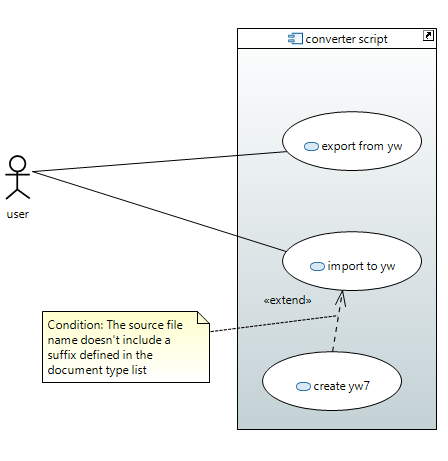 converter script
export from yw
user
import to yw
«extend»
Condition: The source file
name doesn't include a
suffix defined in the
document type list
create yw7